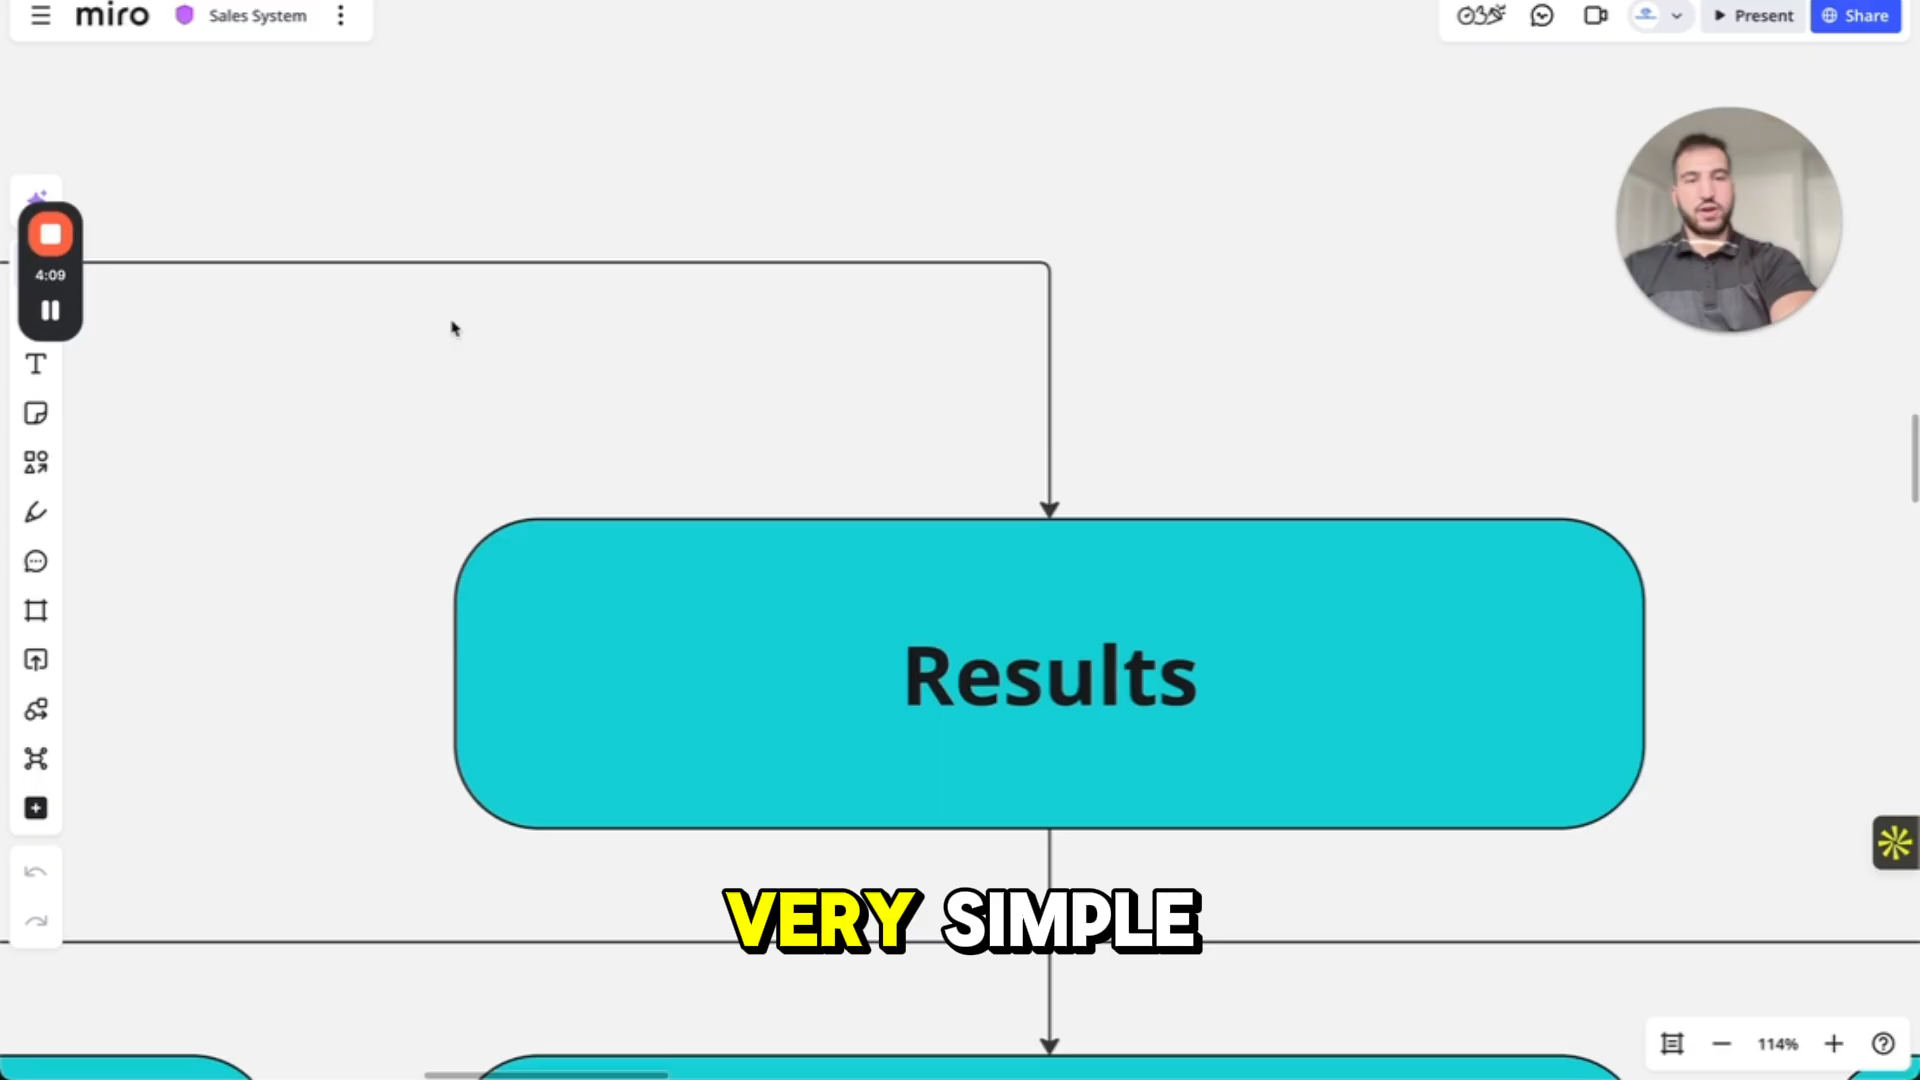 miro
Sales System
Present
Share
4:09
Results
VERY SIMPLE
114%